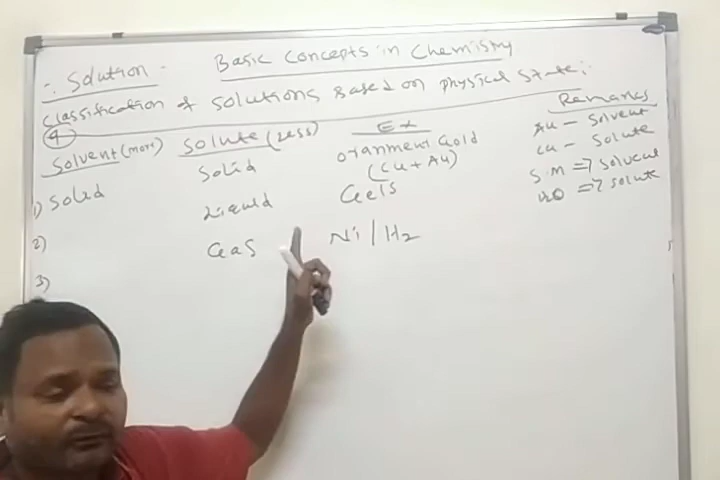 Basic Concepts in Chemistry
∴ Solution -
Classification of Solutions Based on physical State:
9
Solvent (more) Solute (Less) Ex Remarks
1) Solid Solid Oranment Gold Au - Solvent
(Cu + Au) Cu - Solute
2) Liquid Gels S.M => Solvent
H2O => Solute
3) Gas Ni / H2